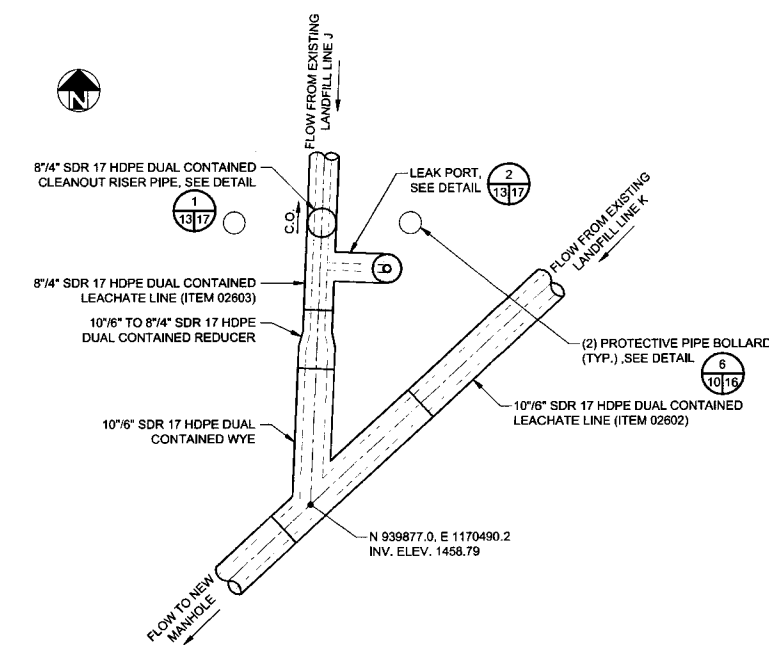 FLOW FROM EXISTING
LANDFILL LINE J
N
8"/4" SDR 17 HDPE DUAL CONTAINED
CLEANOUT RISER PIPE, SEE DETAIL
1
13 17
C.O.
LEAK PORT,
SEE DETAIL
2
13 17
FLOW FROM EXISTING
LANDFILL LINE K
8"/4" SDR 17 HDPE DUAL CONTAINED
LEACHATE LINE (ITEM 02603)
10"/6" TO 8"/4" SDR 17 HDPE
DUAL CONTAINED REDUCER
(2) PROTECTIVE PIPE BOLLARD
(TYP.) ,SEE DETAIL
6
10 16
10"/6" SDR 17 HDPE DUAL
CONTAINED WYE
10"/6" SDR 17 HDPE DUAL CONTAINED
LEACHATE LINE (ITEM 02602)
N 939877.0, E 1170490.2
INV. ELEV. 1458.79
FLOW TO NEW
MANHOLE